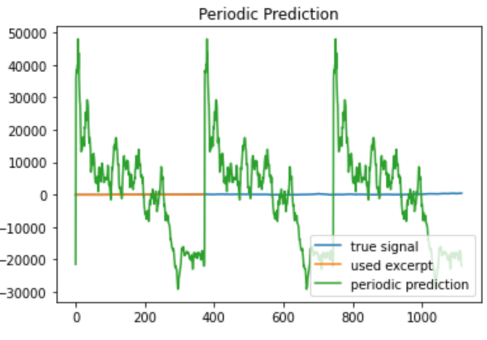 Periodic Prediction
50000
40000
30000
20000
10000
0
−10000
−20000
−30000
0 200 400 600 800 1000
true signal
used excerpt
periodic prediction